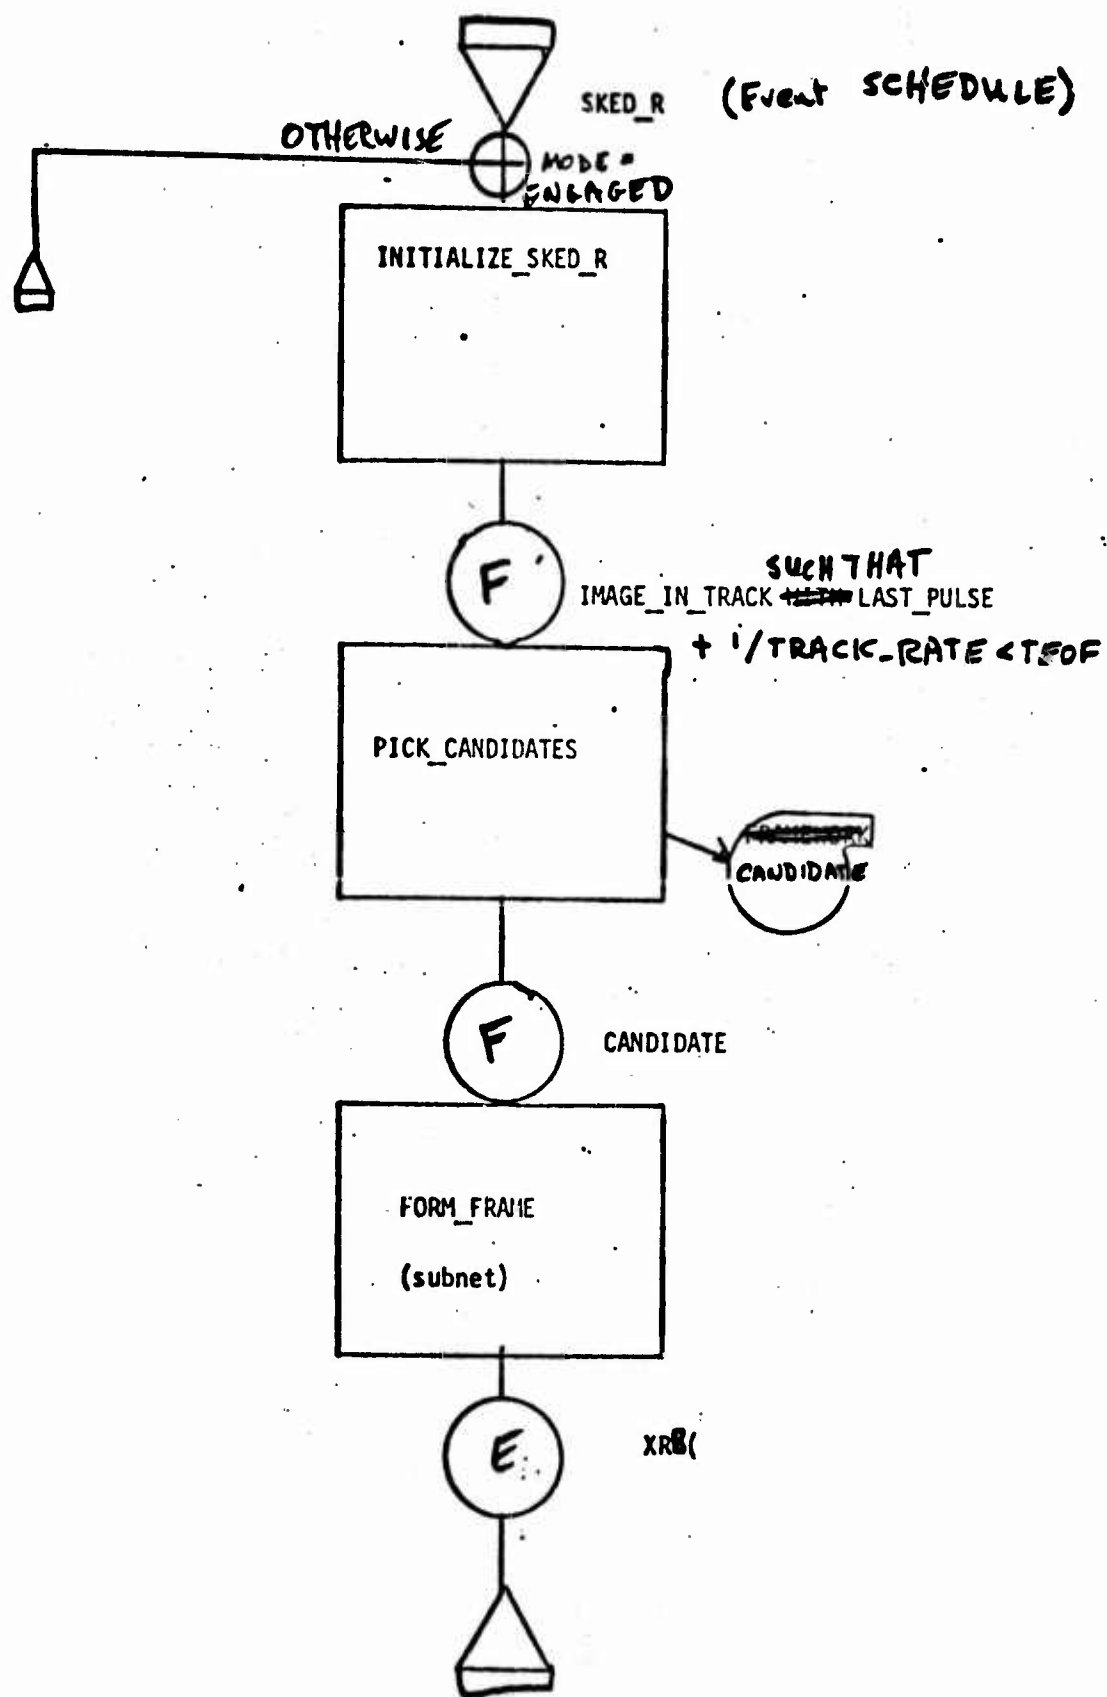 SKED_R (Event SCHEDULE)
OTHERWISE
MODE =
ENGAGED
INITIALIZE_SKED_R
F
SUCH THAT
IMAGE_IN_TRACK LAST_PULSE
+ 1/TRACK_RATE < TEOF
PICK_CANDIDATES
CANDIDATE
F
CANDIDATE
FORM_FRAME
(subnet)
E